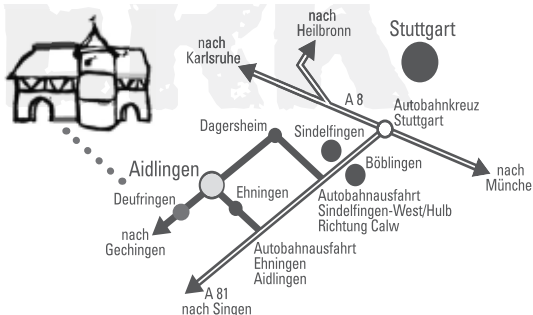 nach
Heilbronn
Stuttgart
nach
Karlsruhe
A 8
Autobahnkreuz
Stuttgart
Dagersheim
Sindelfingen
Aidlingen
Böblingen
nach
Münche
Deufringen
Ehningen
Autobahnausfahrt
Sindelfingen-West/Hulb
Richtung Calw
nach
Gechingen
Autobahnausfahrt
Ehningen
Aidlingen
A 81
nach Singen